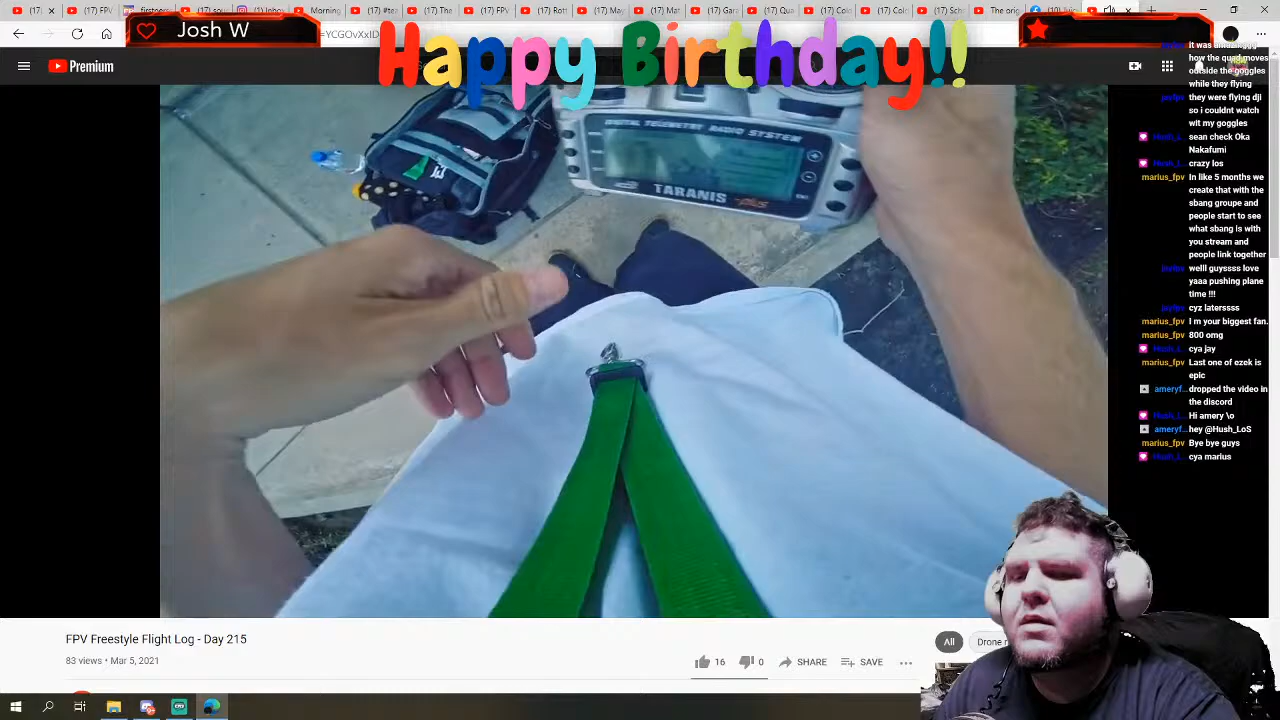 Josh W
Happy Birthday!!
=YCGOvXxID
Premium
DIGITAL TELEMETRY RADIO SYSTEM
TARANIS plus
it was amazinggg
how the quad moves
outside the goggles
while they flying
they were flying dji
so i couldnt watch
wit my goggles
sean check Oka
Nakafumi
crazy los
marius_fpv In like 5 months we
create that with the
sbang groupe and
people start to see
what sbang is with
you stream and
people link together
welll guyssss love
yaaa pushing plane
time !!!
cyz latersss
marius_fpv I m your biggest fan.
marius_fpv 800 omg
cya jay
marius_fpv Last one of ezek is
epic
ameryf... dropped the video in
the discord
Hi amery \o
ameryf... hey @Hush_LoS
marius_fpv Bye bye guys
cya marius
FPV Freestyle Flight Log - Day 215
83 views • Mar 5, 2021
16
0
SHARE
SAVE
All
Drone